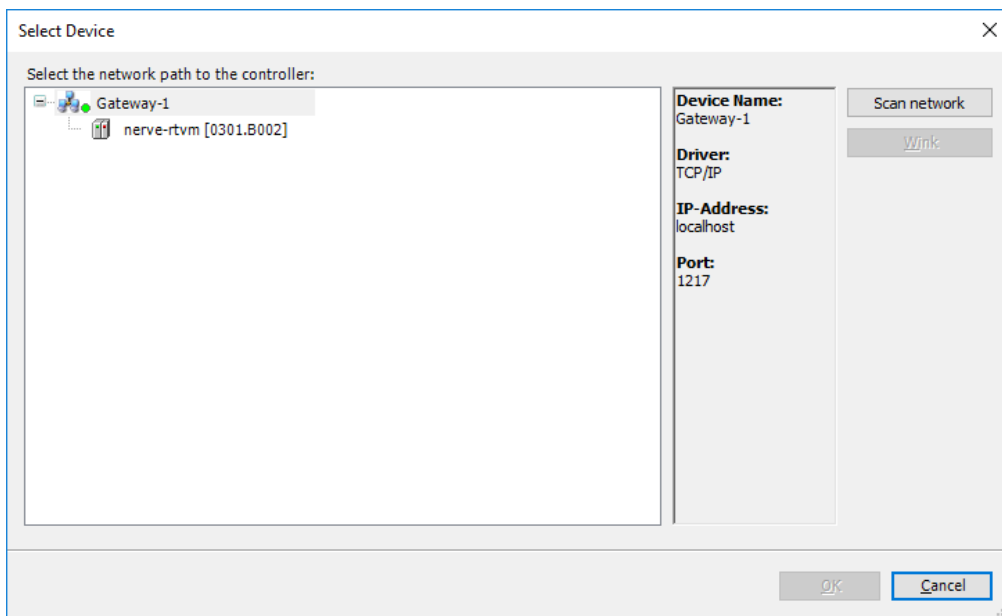 Select Device
Select the network path to the controller:
Gateway-1
nerve-rtvm [0301.B002]
Device Name:
Gateway-1
Driver:
TCP/IP
IP-Address:
localhost
Port:
1217
Scan network
Wink
OK
Cancel